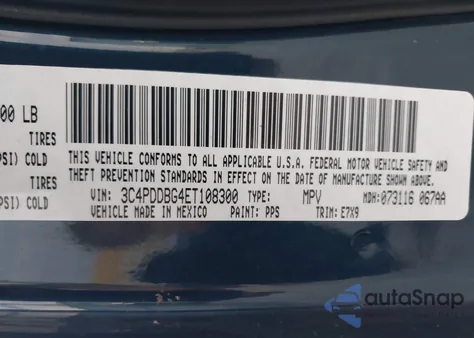 00 LB
TIRES
PSI) COLD
THIS VEHICLE CONFORMS TO ALL APPLICABLE U.S.A. FEDERAL MOTOR VEHICLE SAFETY AND
TIRES
THEFT PREVENTION STANDARDS IN EFFECT ON THE DATE OF MANUFACTURE SHOWN ABOVE.
PSI) COLD
VIN: 3C4PDDBG4ET108300 TYPE: MPV MDH: 073116 067AA
VEHICLE MADE IN MEXICO PAINT: PPS TRIM: E7X9
autoSnap